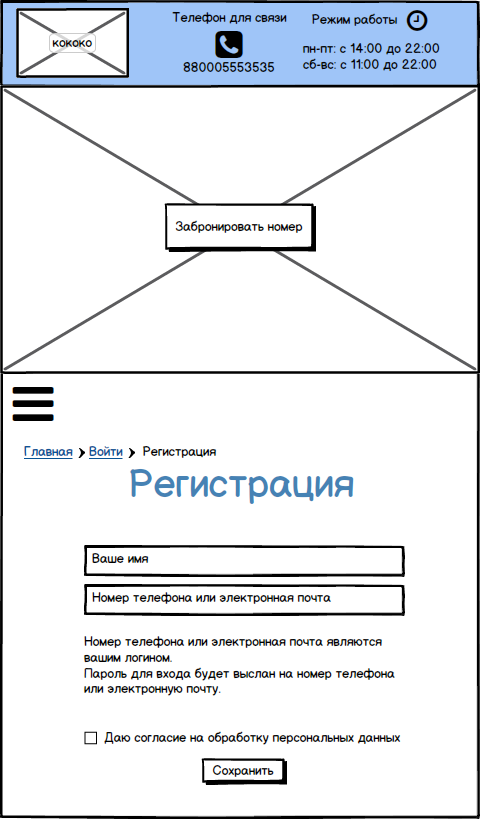 кококо
Телефон для связи
880005553535
Режим работы
пн-пт: с 14:00 до 22:00
сб-вс: с 11:00 до 22:00
Забронировать номер
Главная Войти Регистрация
Регистрация
Ваше имя
Номер телефона или электронная почта
Номер телефона или электронная почта являются
вашим логином.
Пароль для входа будет выслан на номер телефона
или электронную почту.
Даю согласие на обработку персональных данных
Сохранить